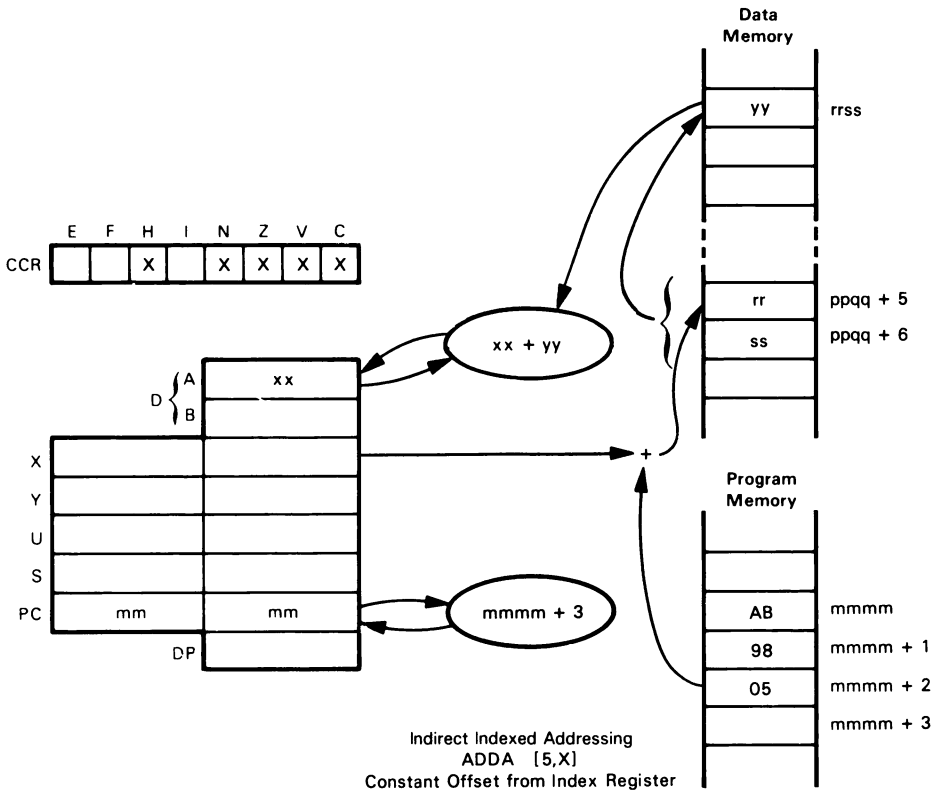 Data
Memory
yy rrss
E F H I N Z V C
CCR X X X X X
rr ppqq + 5
ss ppqq + 6
xx + yy
D { A xx
B
X
+
Y
Program
Memory
U
S
PC mm mm
mmmm + 3
AB mmmm
98 mmmm + 1
DP
05 mmmm + 2
mmmm + 3
Indirect Indexed Addressing
ADDA [5,X]
Constant Offset from Index Register